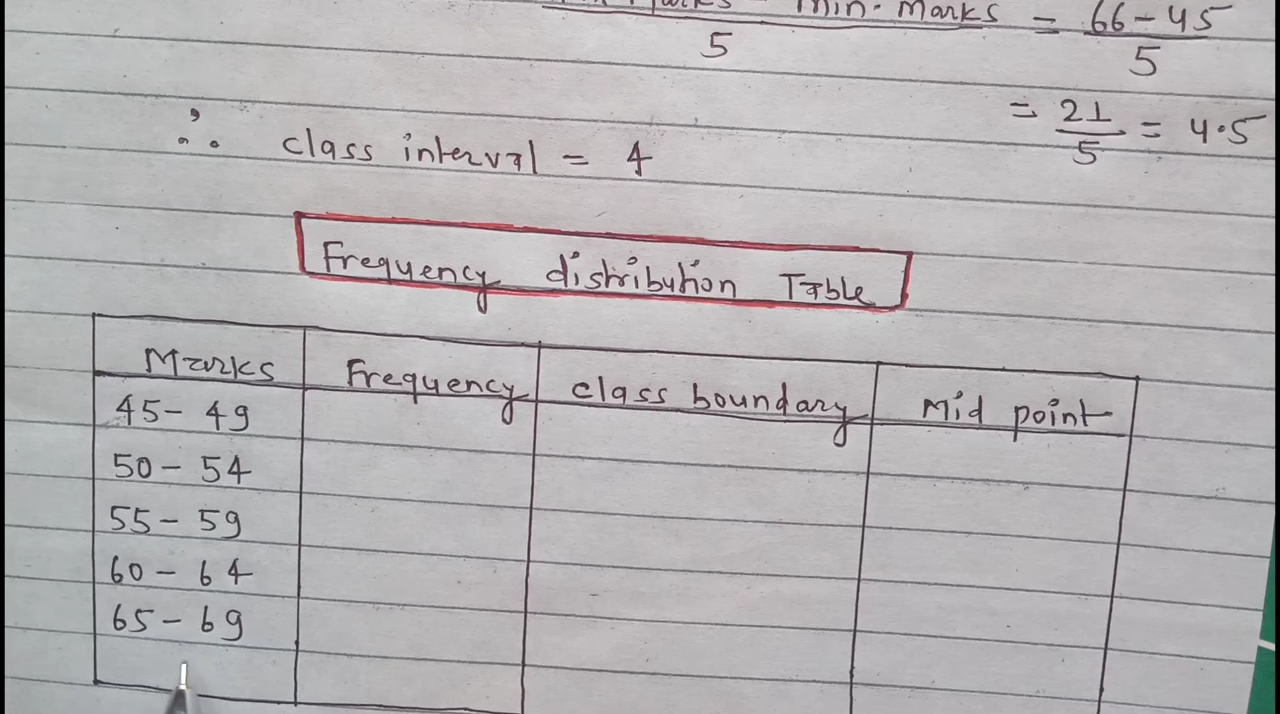 Min. Marks = 66-45
5 5
= 21/5 = 4.5
∴ class interval = 4
Frequency distribution Table
Marks Frequency class boundary Mid point
45- 49
50- 54
55- 59
60- 64
65- 69